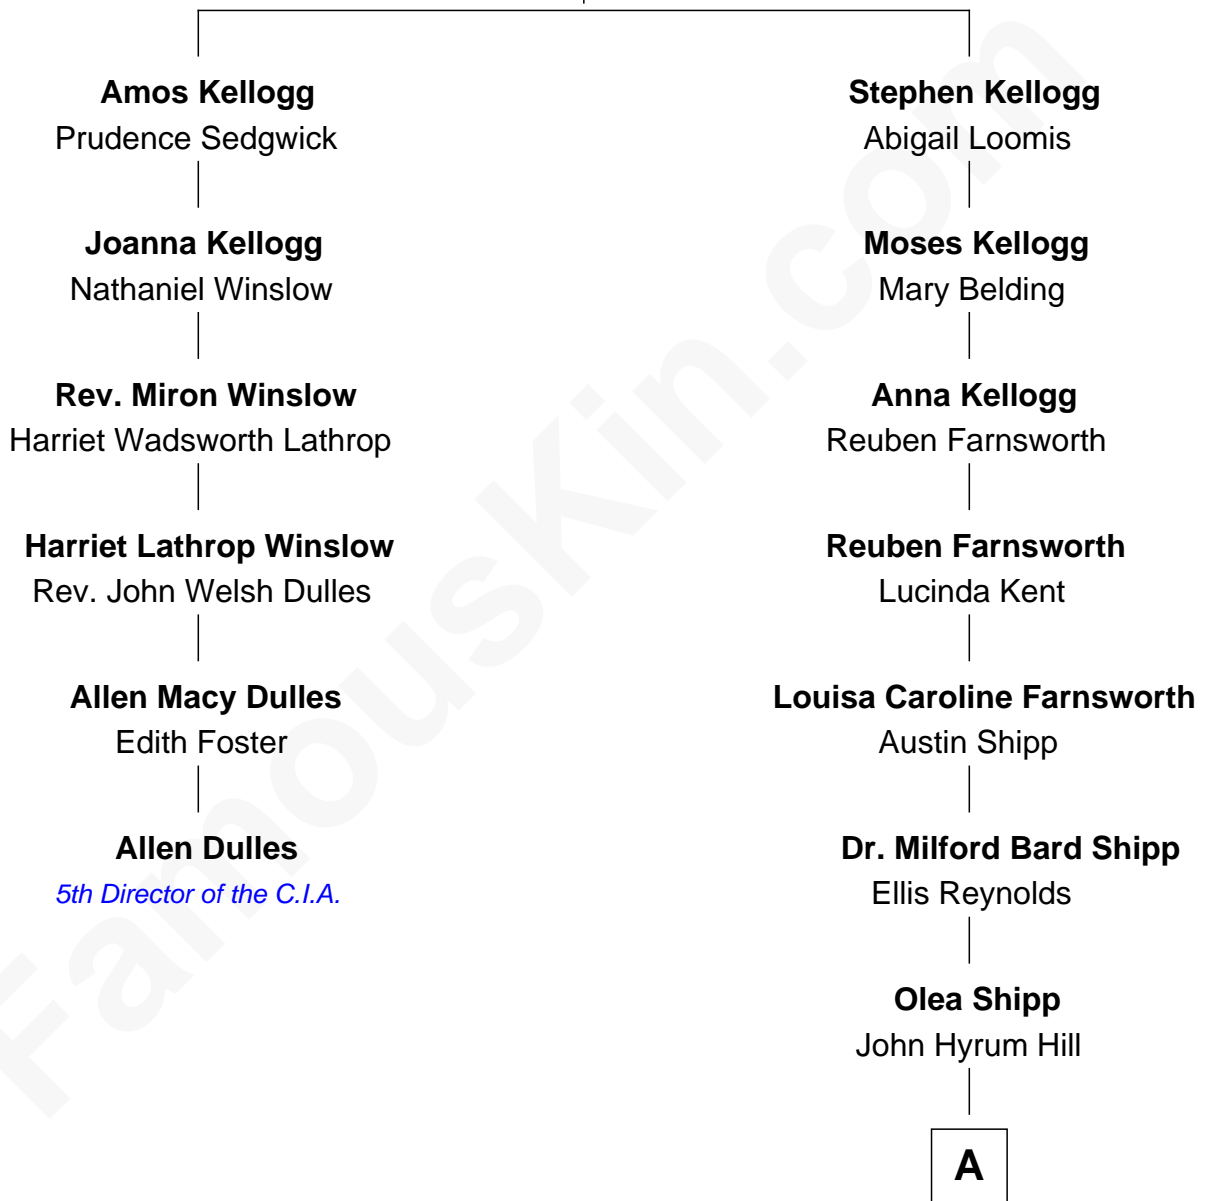 Amos Kellogg
Prudence Sedgwick
Joanna Kellogg
Nathaniel Winslow
Rev. Miron Winslow
Harriet Wadsworth Lathrop
Harriet Lathrop Winslow
Rev. John Welsh Dulles
Allen Macy Dulles
Edith Foster
Allen Dulles
5th Director of the C.I.A.
Stephen Kellogg
Abigail Loomis
Moses Kellogg
Mary Belding
Anna Kellogg
Reuben Farnsworth
Reuben Farnsworth
Lucinda Kent
Louisa Caroline Farnsworth
Austin Shipp
Dr. Milford Bard Shipp
Ellis Reynolds
Olea Shipp
John Hyrum Hill
A
FamousKin.com